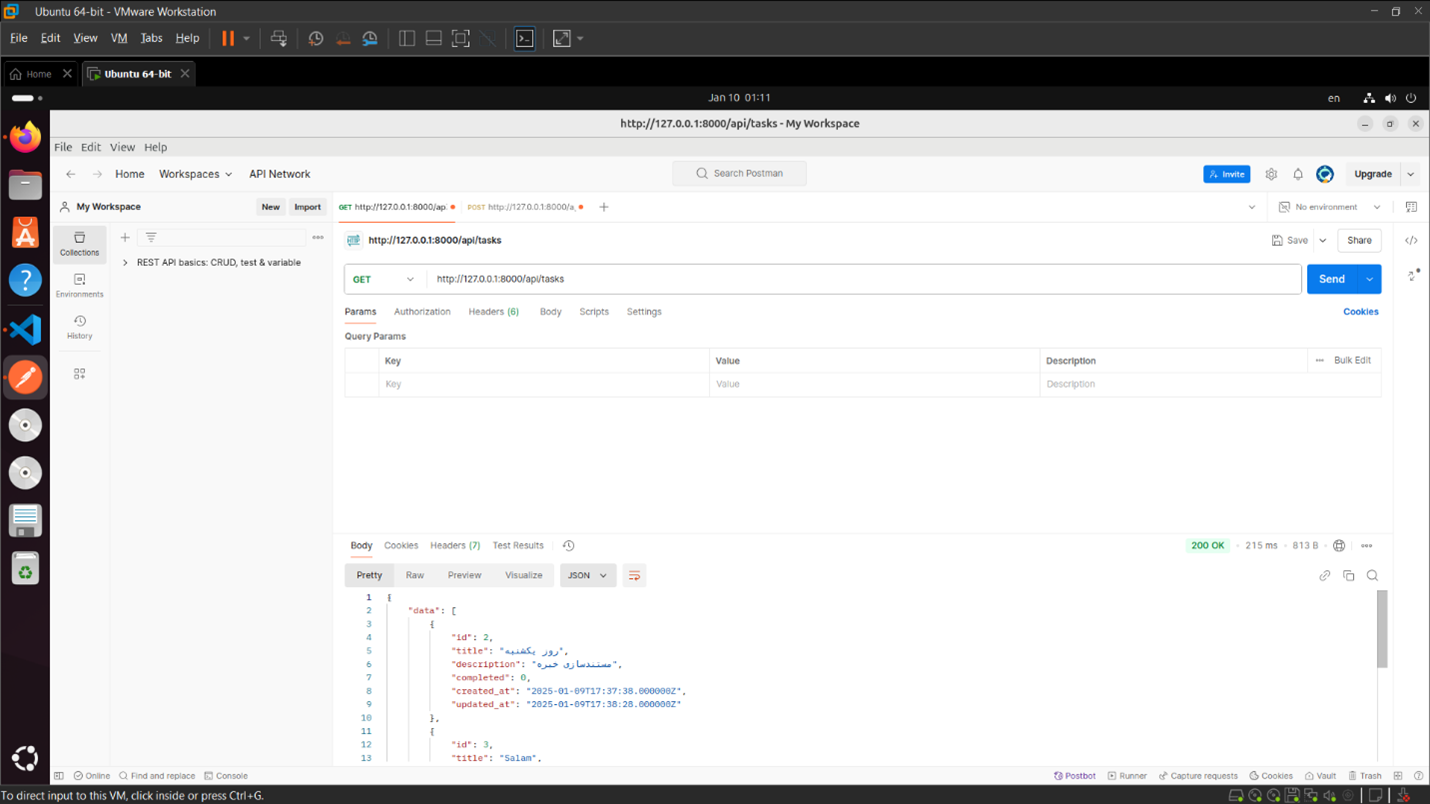 Ubuntu 64-bit - VMware Workstation
File Edit View VM Tabs Help
Home Ubuntu 64-bit
Jan 10 01:11 en
http://127.0.0.1:8000/api/tasks - My Workspace
File Edit View Help
Home Workspaces API Network Search Postman Invite Upgrade
My Workspace New Import GET http://127.0.0.1:8000/ap POST http://127.0.0.1:8000/a No environment
Collections
Environments
History
REST API basics: CRUD, test & variable
http://127.0.0.1:8000/api/tasks Save Share
GET http://127.0.0.1:8000/api/tasks Send
Params Authorization Headers (6) Body Scripts Settings Cookies
Query Params
Key Value Description Bulk Edit
Key Value Description
Body Cookies Headers (7) Test Results 200 OK 215 ms 813 B
Pretty Raw Preview Visualize JSON
1 {
2 "data": [
3 {
4 "id": 2,
5 "title": "روز یکشنبه",
6 "description": "مستندسازی خبره",
7 "completed": 0,
8 "created_at": "2025-01-09T17:37:38.000000Z",
9 "updated_at": "2025-01-09T17:38:28.000000Z"
10 },
11 {
12 "id": 3,
13 "title": "Salam",
Online Find and replace Console Postbot Runner Capture requests Cookies Vault Trash
To direct input to this VM, click inside or press Ctrl+G.